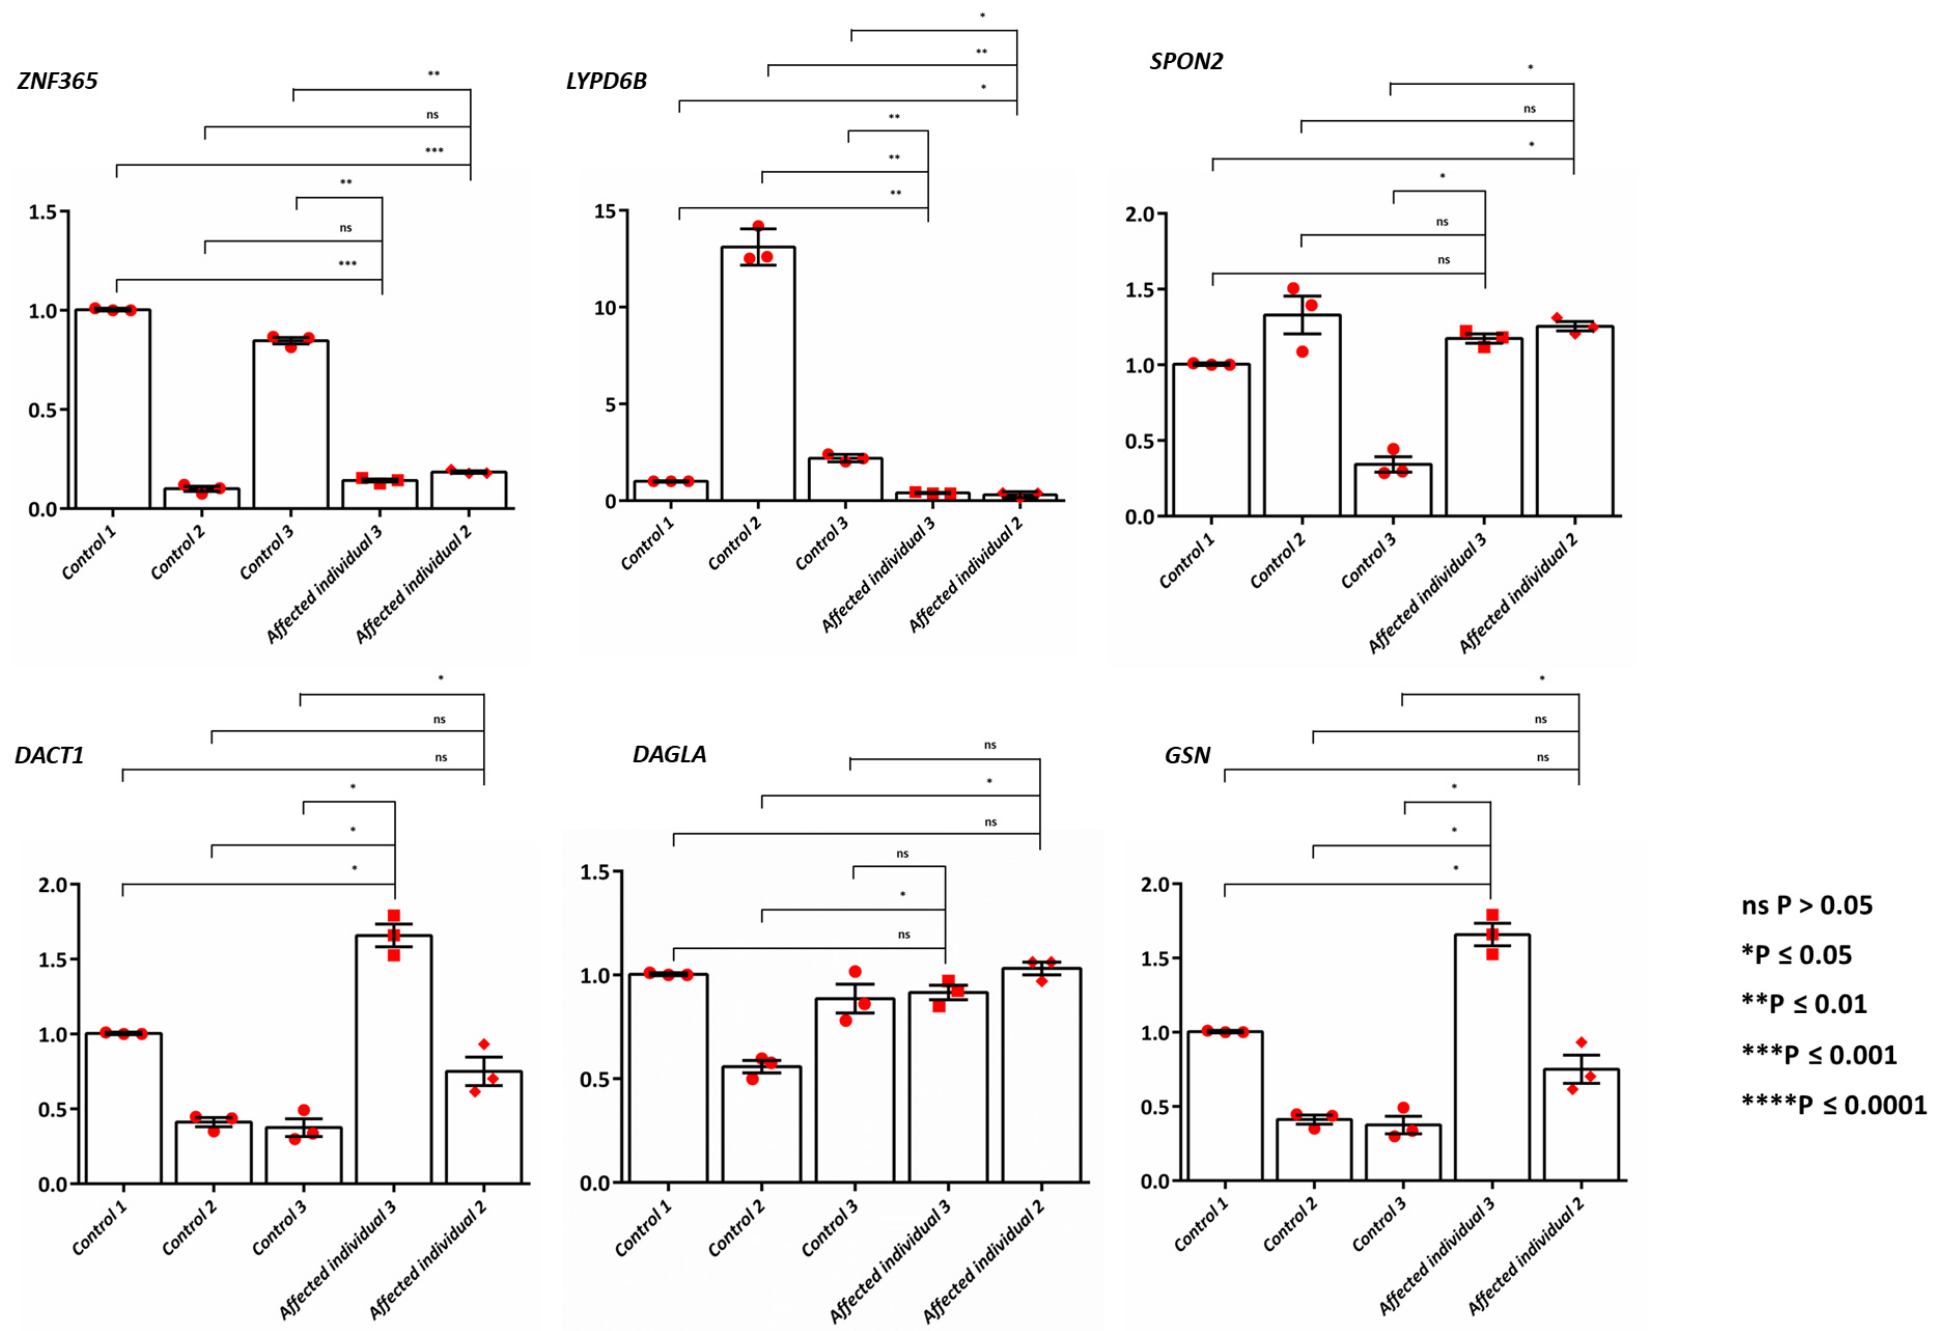 ZNF365
**
ns
***
**
ns
***
1.5
1.0
0.5
0.0
Control 1
Control 2
Control 3
Affected individual 3
Affected individual 2
LYPD6B
*
**
*
**
**
**
15
10
5
0
Control 1
Control 2
Control 3
Affected individual 3
Affected individual 2
SPON2
*
ns
*
*
ns
ns
2.0
1.5
1.0
0.5
0.0
Control 1
Control 2
Control 3
Affected individual 3
Affected individual 2
DACT1
*
ns
ns
*
*
*
2.0
1.5
1.0
0.5
0.0
Control 1
Control 2
Control 3
Affected individual 3
Affected individual 2
DAGLA
ns
*
ns
ns
*
ns
1.5
1.0
0.5
0.0
Control 1
Control 2
Control 3
Affected individual 3
Affected individual 2
GSN
*
ns
ns
*
*
*
2.0
1.5
1.0
0.5
0.0
Control 1
Control 2
Control 3
Affected individual 3
Affected individual 2
ns P > 0.05
*P ≤ 0.05
**P ≤ 0.01
***P ≤ 0.001
****P ≤ 0.0001